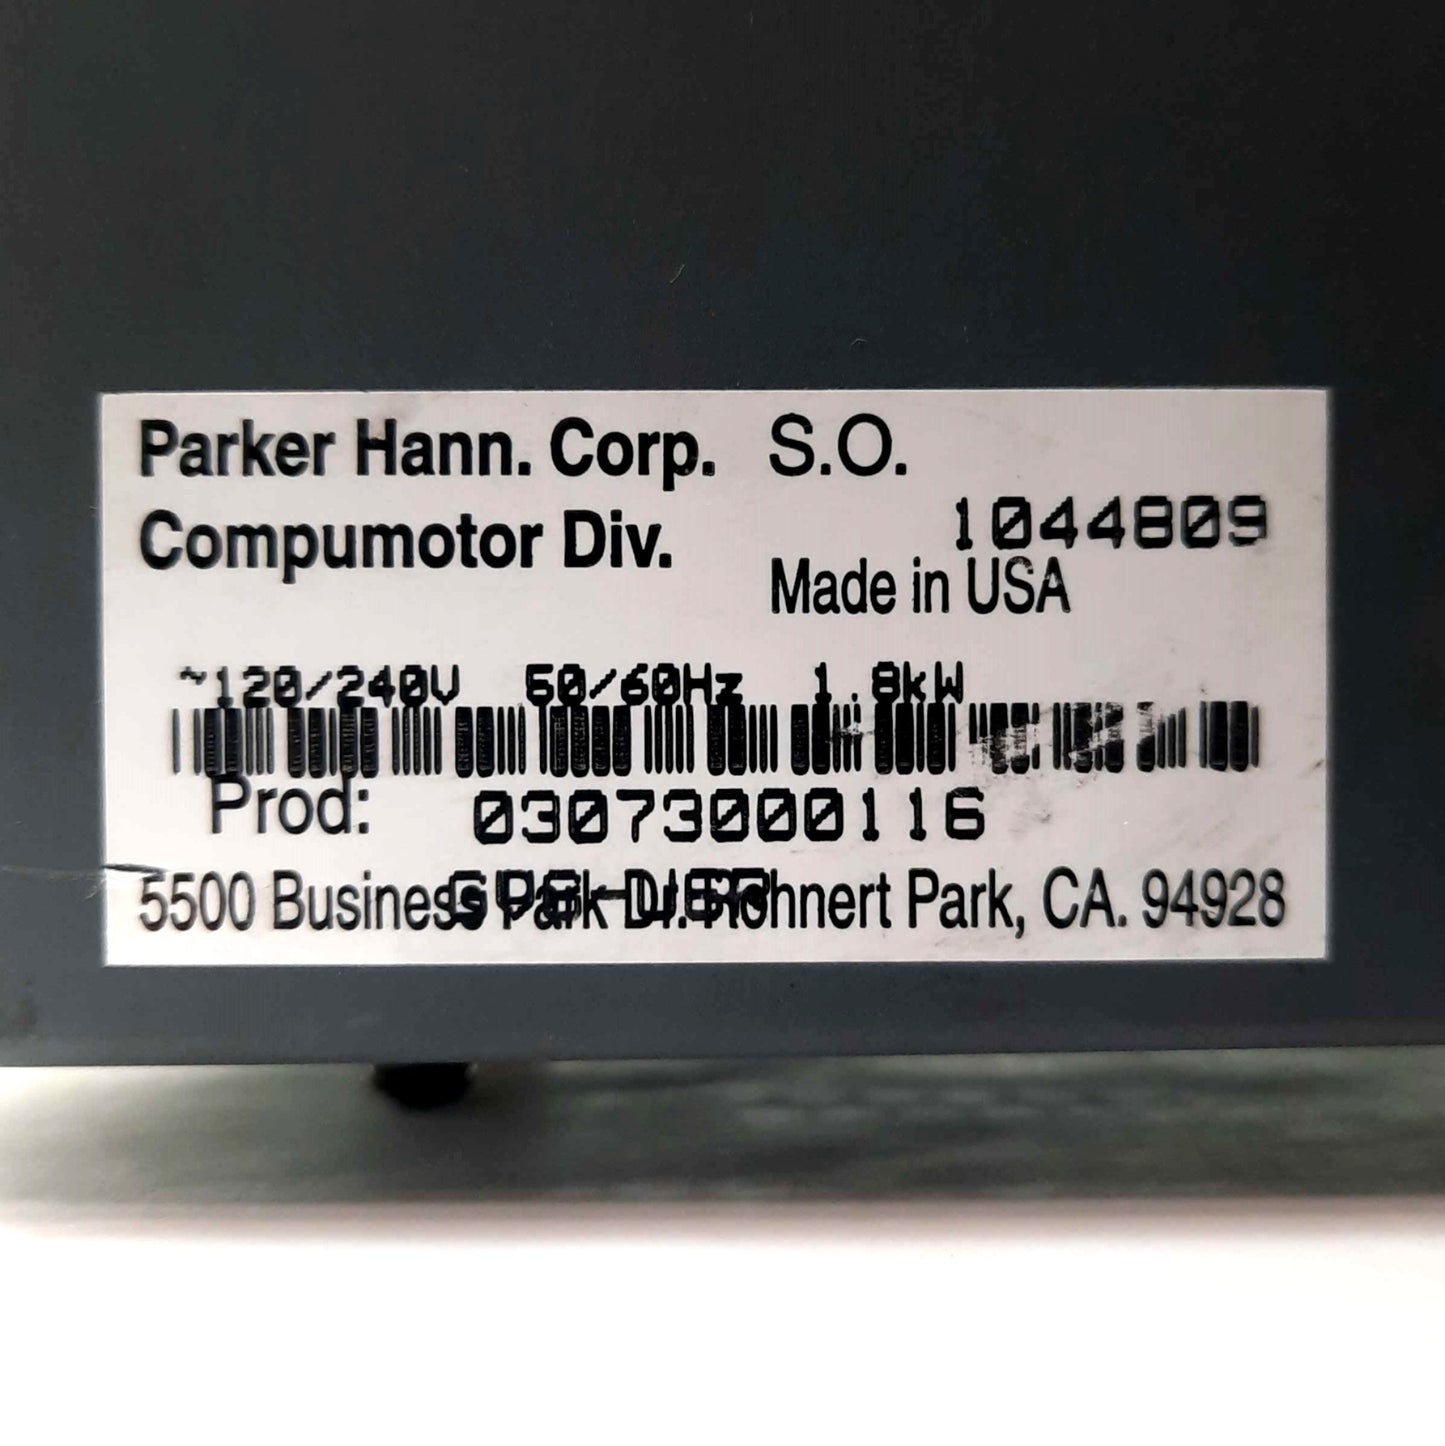 Parker Hann. Corp. S.O.
Compumotor Div. 1044809
Made in USA
~120/240V 50/60Hz 1.8kW
Prod: 03073000116
5500 Business Park Dr. Rohnert Park, CA. 94928